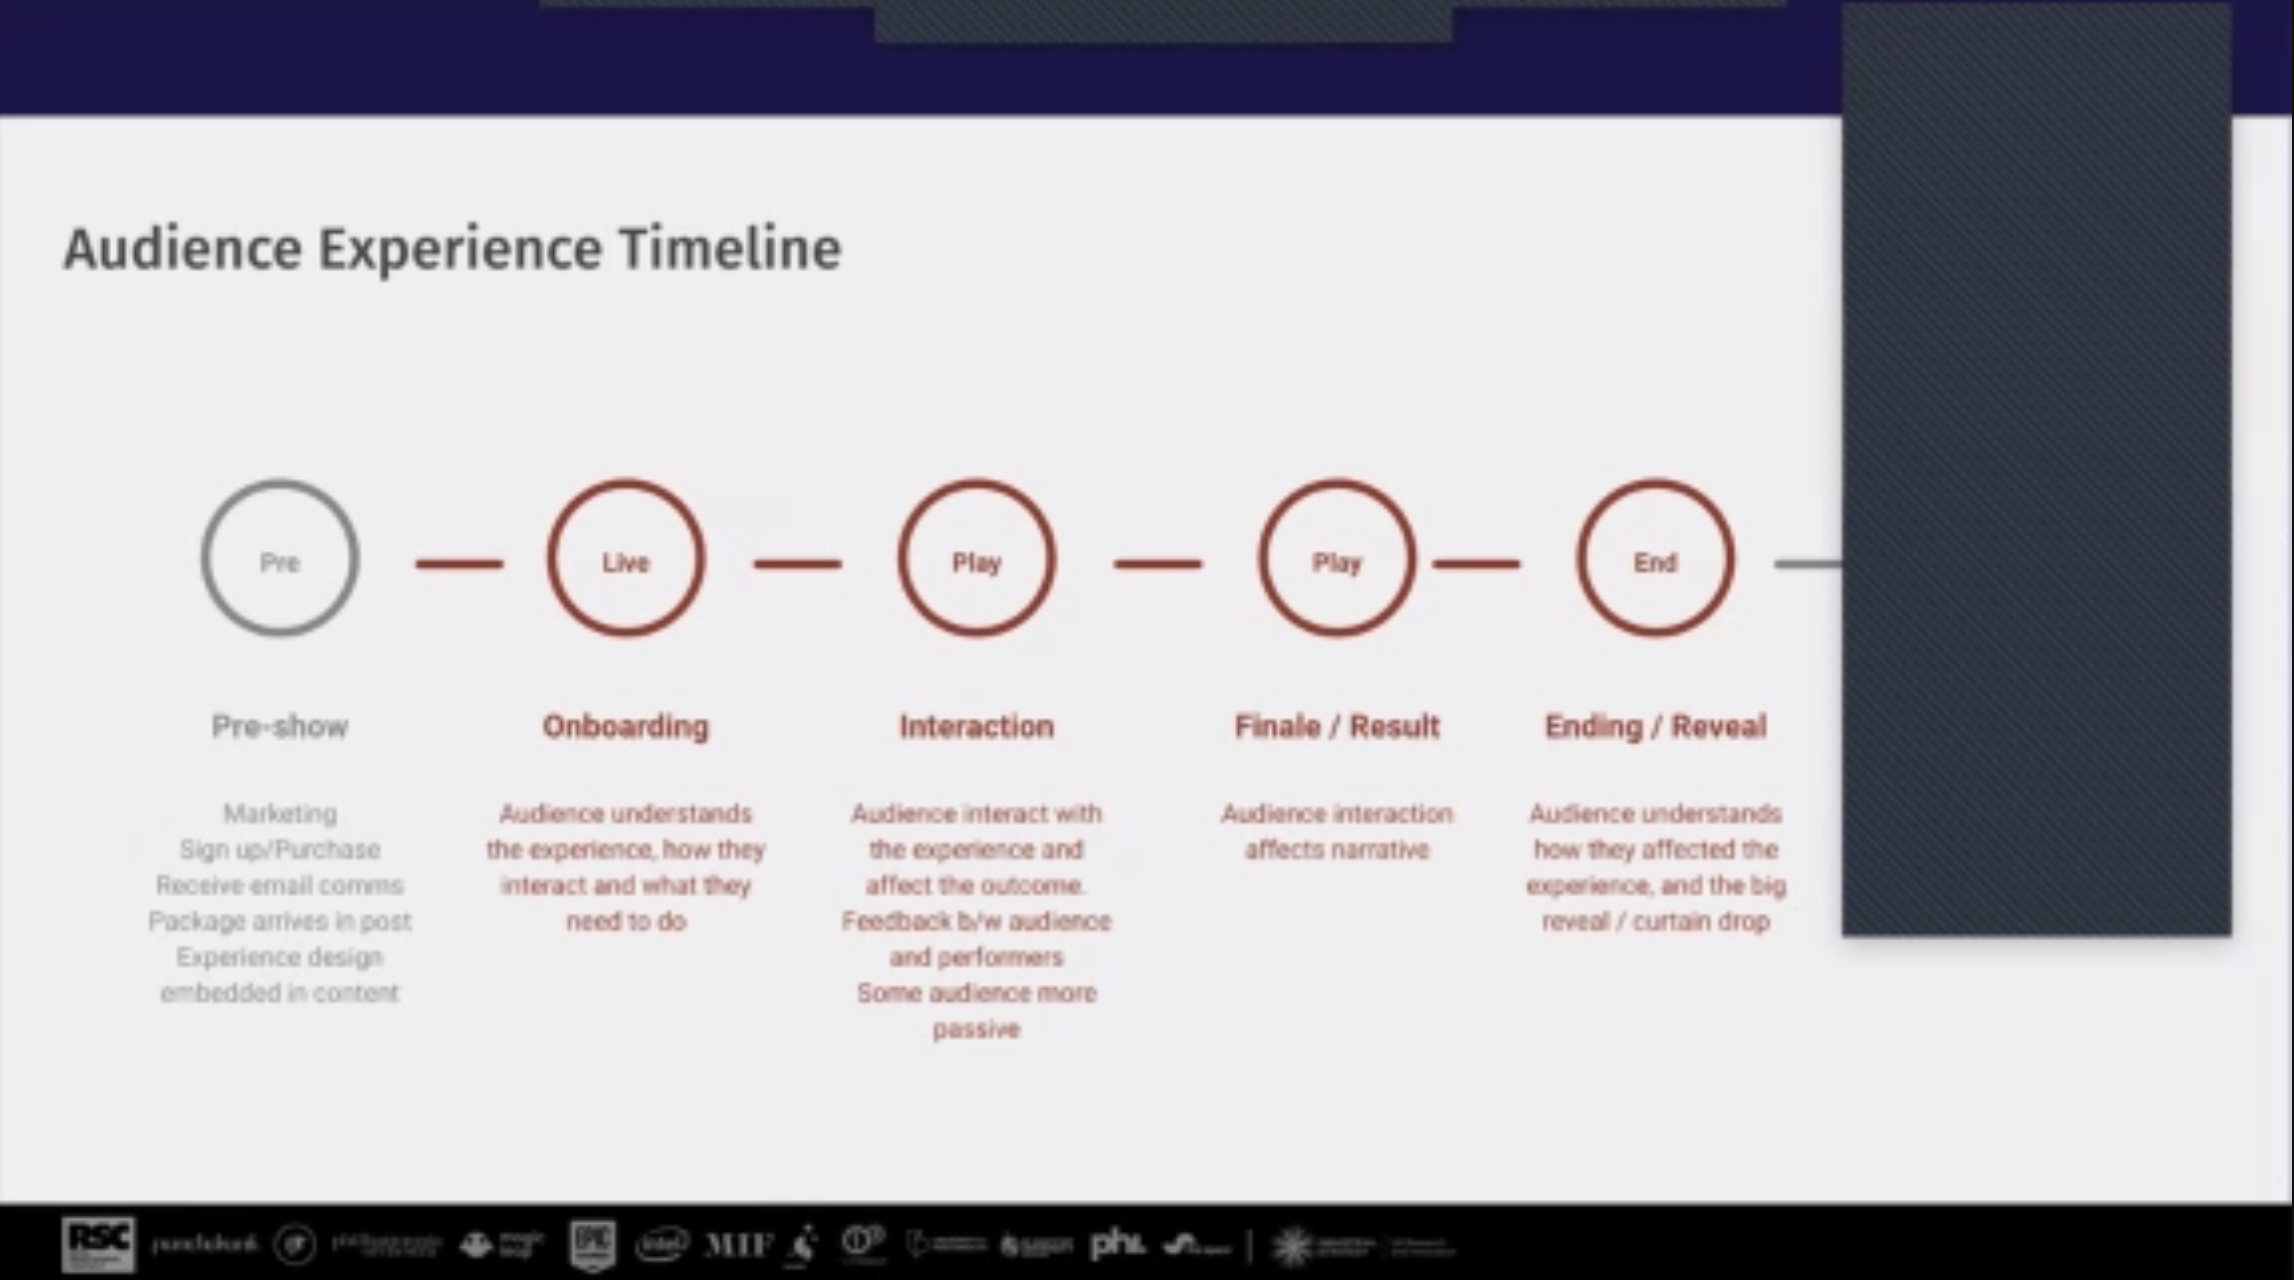 Audience Experience Timeline
Pre
Live
Play
Play
End
Pre-show
Marketing
Sign up/Purchase
Receive email comms
Package arrives in post
Experience design
embedded in content
Onboarding
Audience understands
the experience, how they
interact and what they
need to do
Interaction
Audience interact with
the experience and
affect the outcome.
Feedback b/w audience
and performers
Some audience more
passive
Finale / Result
Audience interaction
affects narrative
Ending / Reveal
Audience understands
how they affected the
experience, and the big
reveal / curtain drop
RSC
punchdrunk
EPIC
intel
MIF
phi